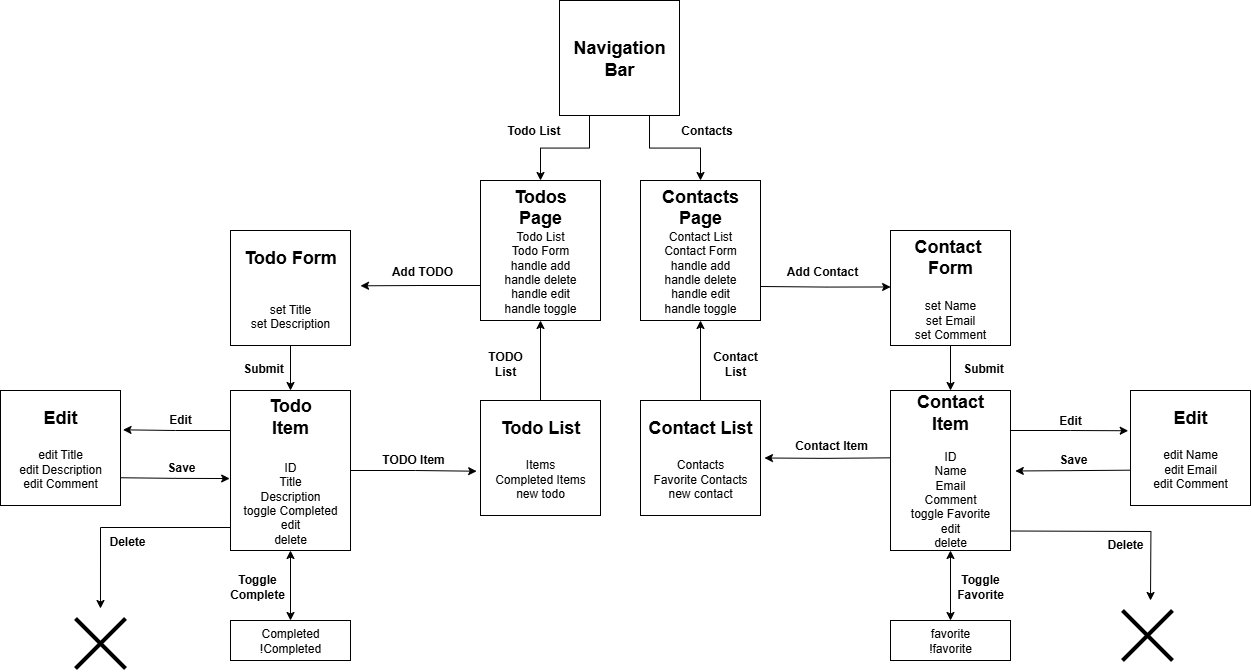 Navigation
Bar
Todo List
Contacts
Todos
Page
Todo List
Todo Form
handle add
handle delete
handle edit
handle toggle
Contacts
Page
Contact List
Contact Form
handle add
handle delete
handle edit
handle toggle
Add TODO
Add Contact
Todo Form
set Title
set Description
Contact
Form
set Name
set Email
set Comment
Submit
TODO
List
Contact
List
Submit
Edit
edit Title
edit Description
edit Comment
Edit
Save
Todo
Item
ID
Title
Description
toggle Completed
edit
delete
TODO Item
Todo List
Items
Completed Items
new todo
Contact List
Contacts
Favorite Contacts
new contact
Contact Item
Contact
Item
ID
Name
Email
Comment
toggle Favorite
edit
delete
Edit
Save
Edit
edit Name
edit Email
edit Comment
Delete
Delete
Toggle
Complete
Toggle
Favorite
Completed
!Completed
favorite
!favorite